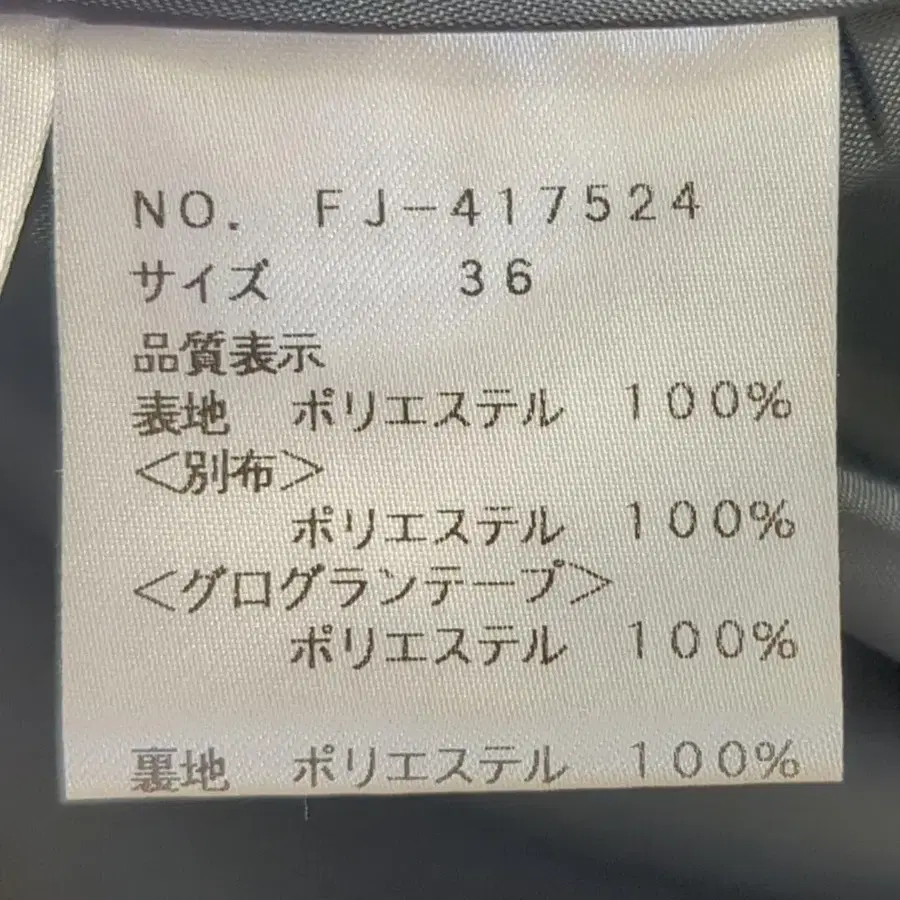 NO. FJ-417524
サイズ 36
品質表示
表地 ポリエステル 100%
<別布>
ポリエステル 100%
<グログランテープ>
ポリエステル 100%
裏地 ポリエステル 100%